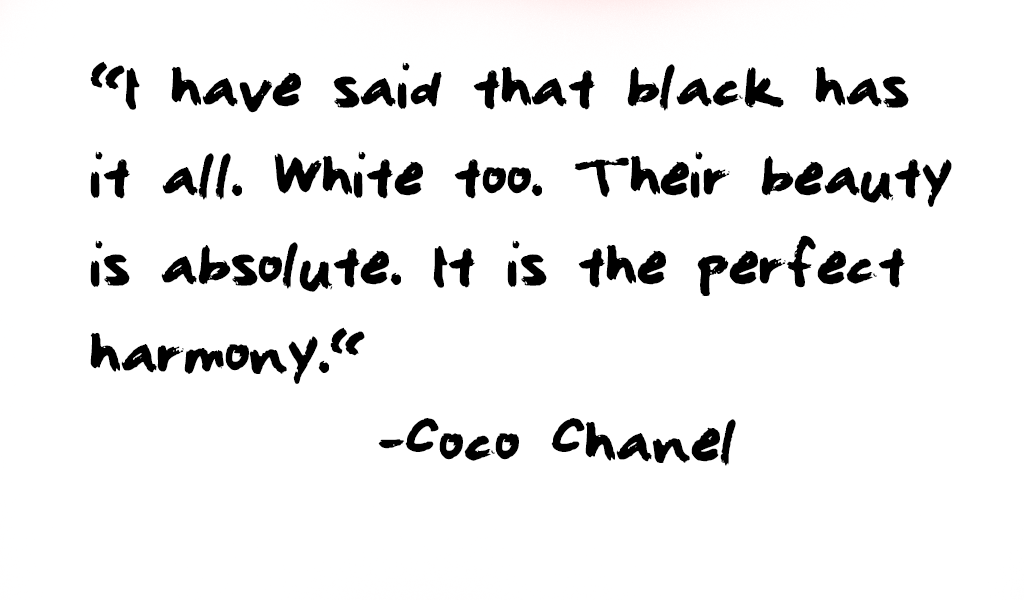 “I have said that black has
it all. White too. Their beauty
is absolute. It is the perfect
harmony.“
-Coco Chanel